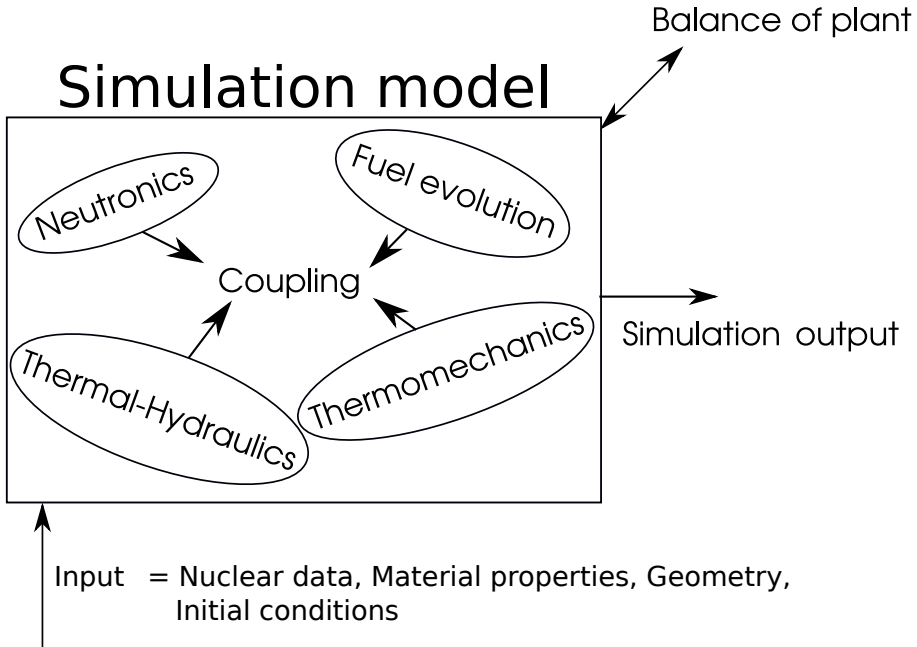 Balance of plant
Simulation model
Neutronics
Fuel evolution
Coupling
Thermal-Hydraulics
Thermomechanics
Simulation output
Input = Nuclear data, Material properties, Geometry,
Initial conditions